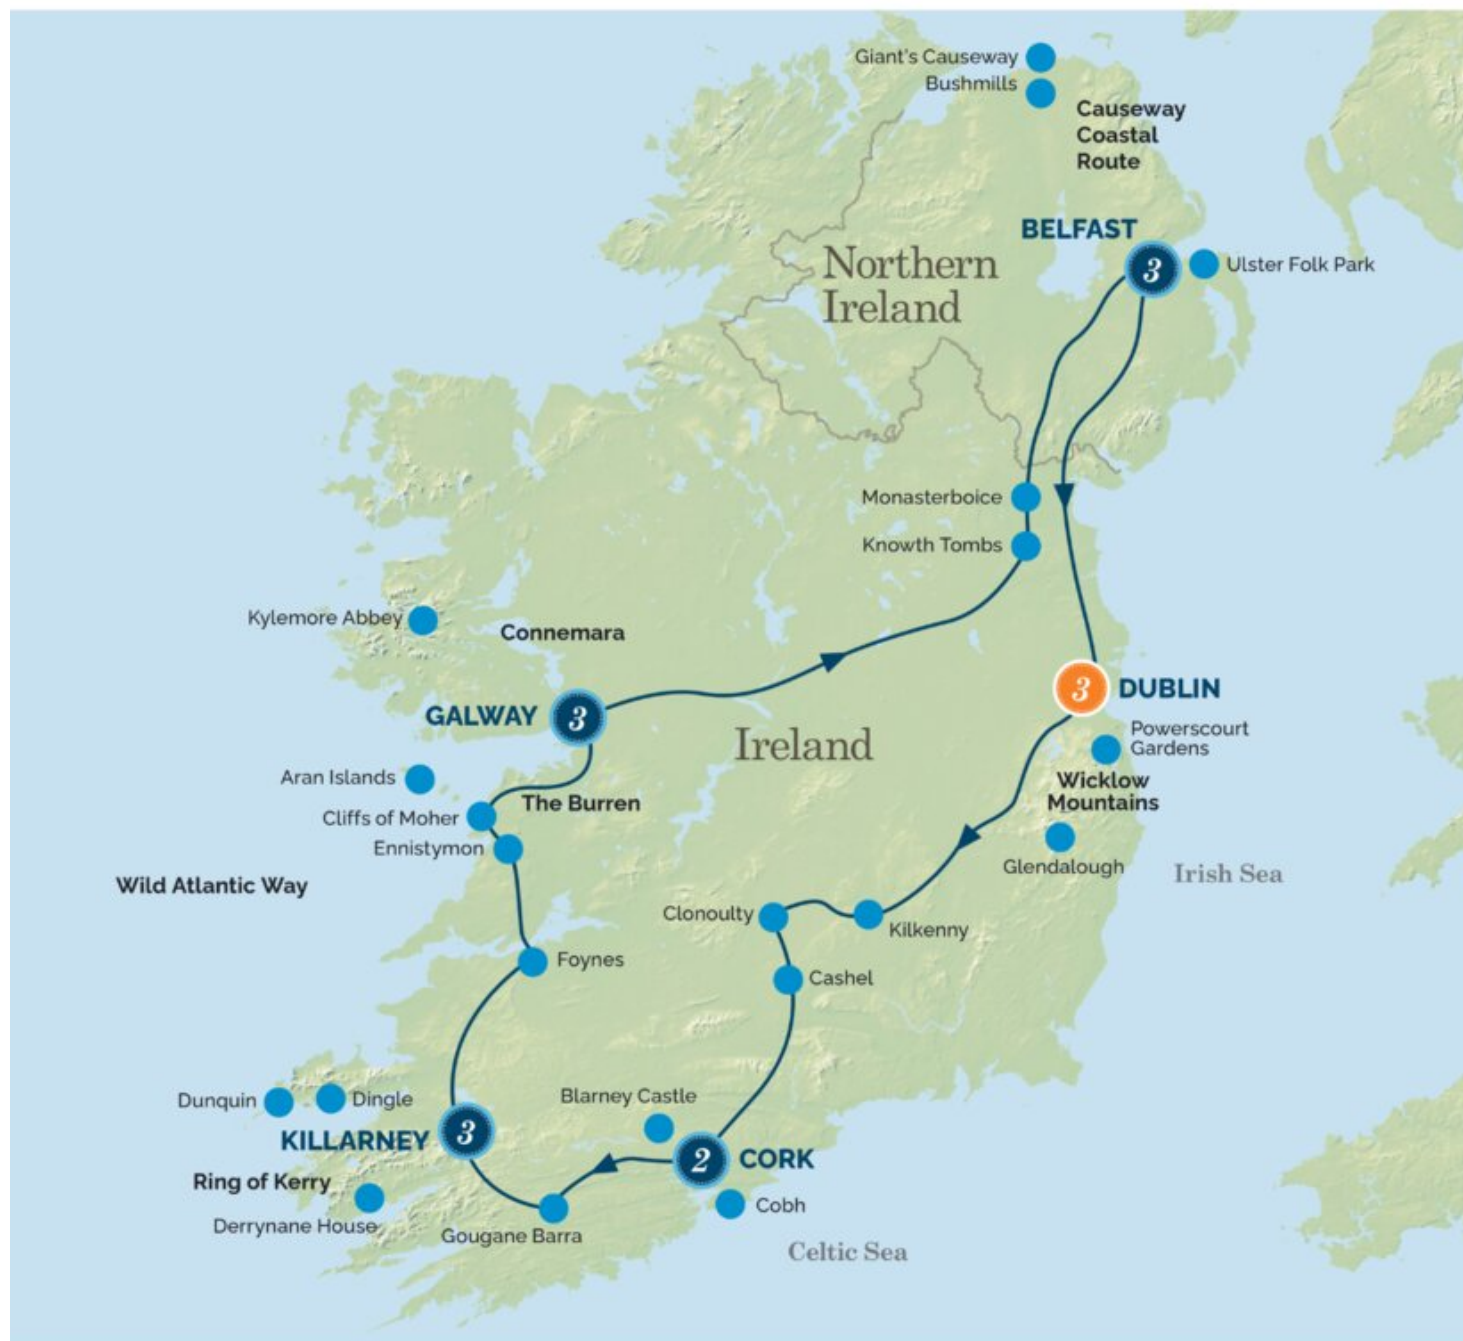 Giant's Causeway
Bushmills
Causeway
Coastal
Route
BELFAST
3
Ulster Folk Park
Northern
Ireland
Monasterboice
Knowth Tombs
Kylemore Abbey
Connemara
GALWAY
3
3
DUBLIN
Ireland
Powerscourt
Gardens
Aran Islands
Wicklow
Mountains
The Burren
Cliffs of Moher
Ennistymon
Glendalough
Irish Sea
Wild Atlantic Way
Clonoulty
Kilkenny
Foynes
Cashel
Dunquin
Dingle
Blarney Castle
KILLARNEY
3
2
CORK
Ring of Kerry
Derrynane House
Gougane Barra
Cobh
Celtic Sea